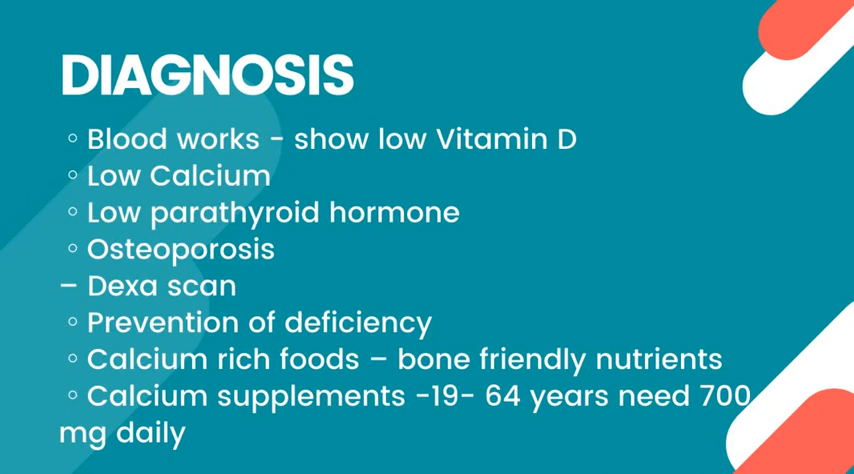 DIAGNOSIS
◦ Blood works - show low Vitamin D
◦ Low Calcium
◦ Low parathyroid hormone
◦ Osteoporosis
– Dexa scan
◦ Prevention of deficiency
◦ Calcium rich foods – bone friendly nutrients
◦ Calcium supplements -19- 64 years need 700
mg daily